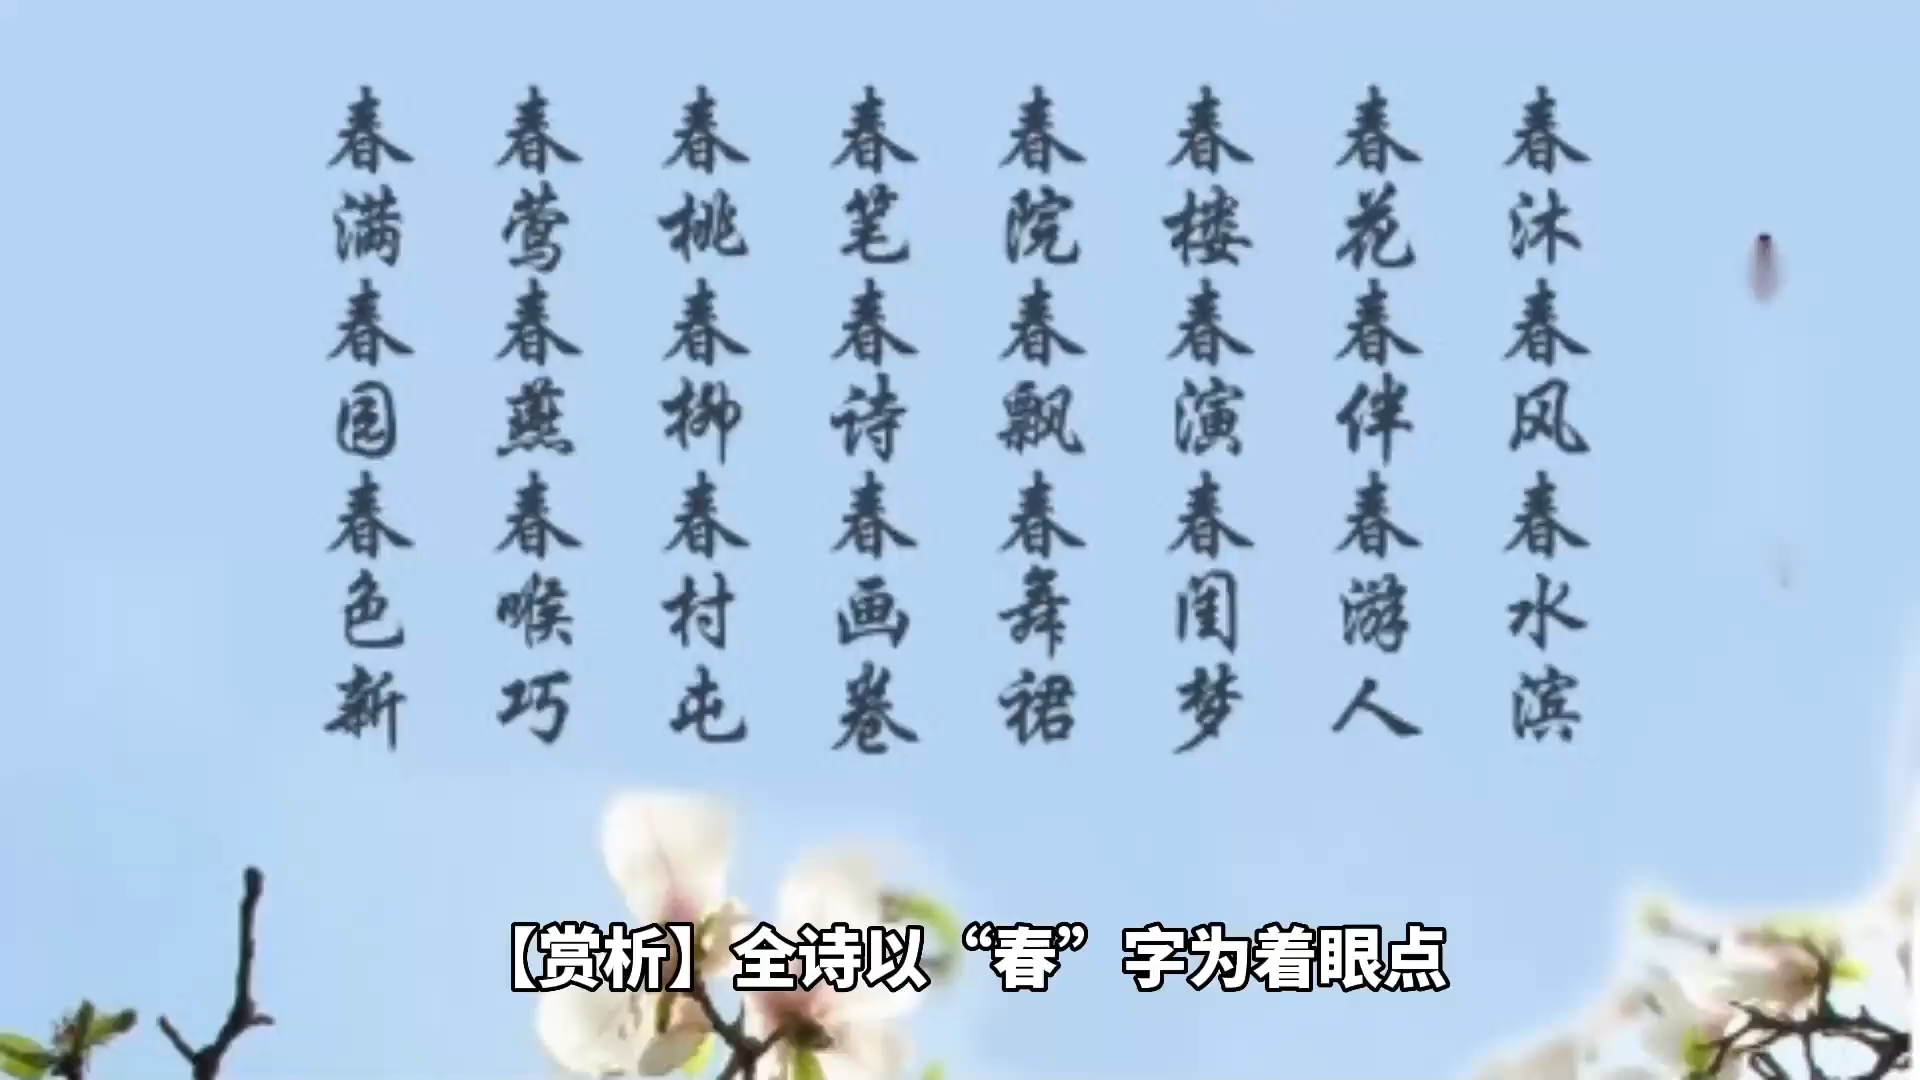 春沐春风春水滨
春花春伴春游人
春楼春演春闺梦
春院春飘春舞裙
春笔春诗春画卷
春桃春柳春村屯
春莺春燕春喉巧
春满春园春色新
【赏析】全诗以“春”字为着眼点